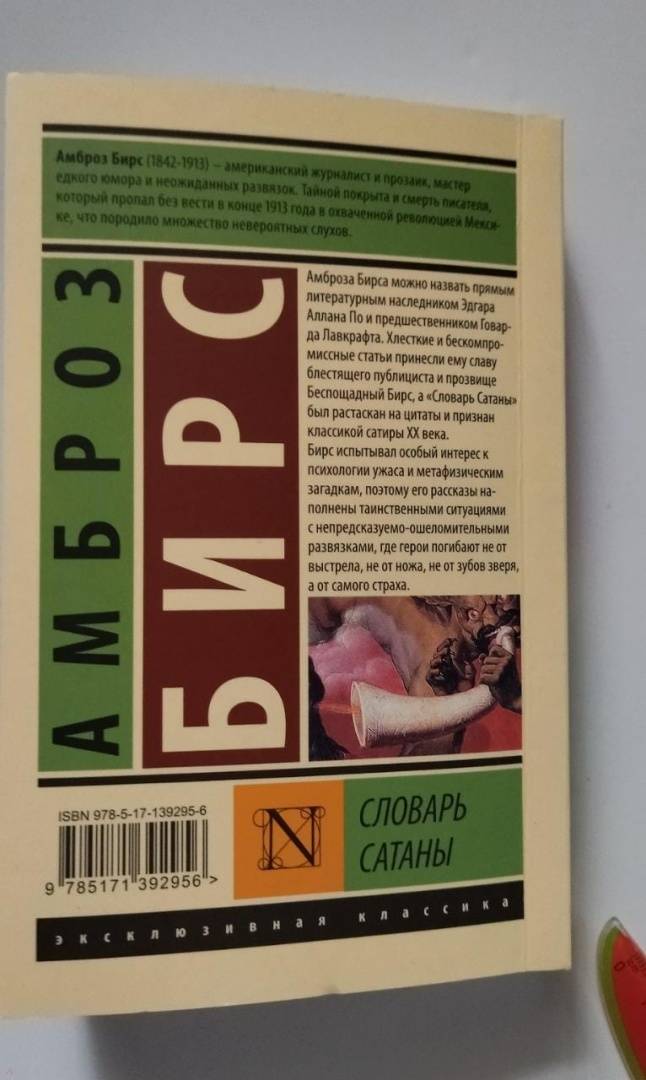 Амброз Бирс (1842-1913) – американский журналист и прозаик, мастер
едкого юмора и неожиданных развязок. Тайной покрыта и смерть писателя,
который пропал без вести в конце 1913 года в охваченной революцией Мекси-
ке, что породило множество невероятных слухов.
АМБРОЗ
БИРС
Амброза Бирса можно назвать прямым
литературным наследником Эдгара
Аллана По и предшественником Говар-
да Лавкрафта. Хлесткие и бескомпро-
миссные статьи принесли ему славу
блестящего публициста и прозвище
Беспощадный Бирс, а «Словарь Сатаны»
был растаскан на цитаты и признан
классикой сатиры XX века.
Бирс испытывал особый интерес к
психологии ужаса и метафизическим
загадкам, поэтому его рассказы на-
полнены таинственными ситуациями
с непредсказуемо-ошеломительными
развязками, где герои погибают не от
выстрела, не от ножа, не от зубов зверя,
а от самого страха.
ISBN 978-5-17-139295-6
9 785171 392956 >
N
СЛОВАРЬ
САТАНЫ
эксклюзивная классика
0